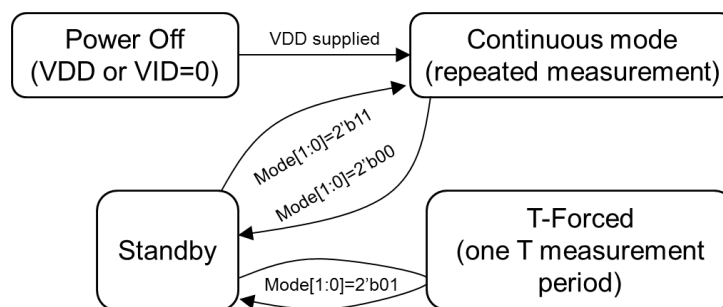 Power Off
(VDD or VID=0)
VDD supplied
Continuous mode
(repeated measurement)
Mode[1:0]=2'b11
Mode[1:0]=2'b00
Standby
Mode[1:0]=2'b01
T-Forced
(one T measurement
period)